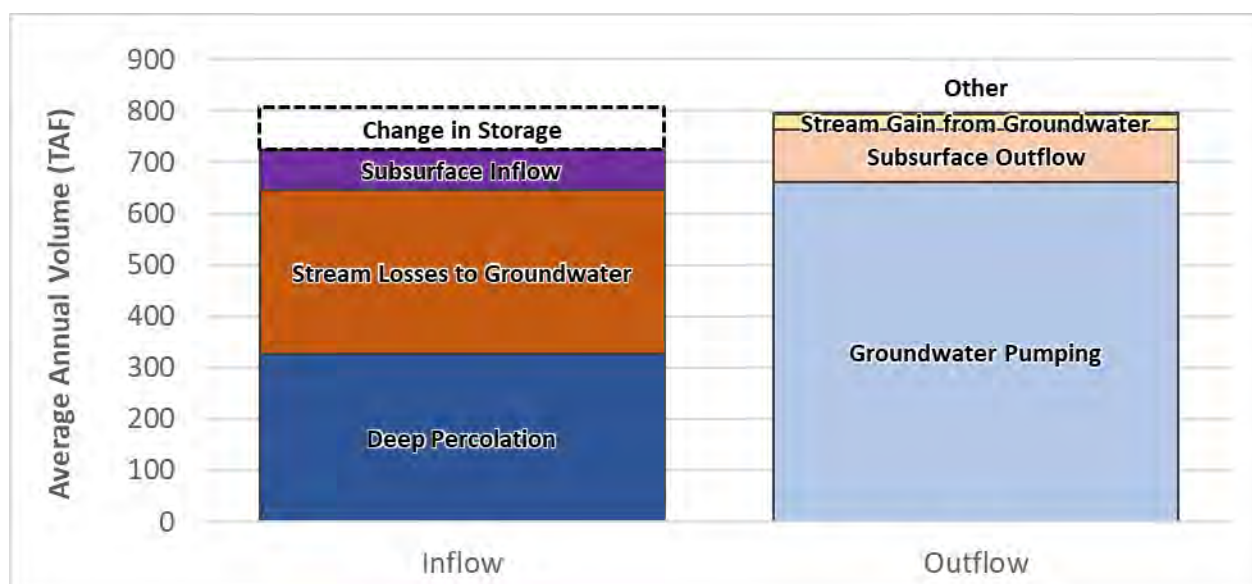 Average Annual Volume (TAF)
900
800
700
600
500
400
300
200
100
0
Change in Storage
Subsurface Inflow
Stream Losses to Groundwater
Deep Percolation
Other
Stream Gain from Groundwater
Subsurface Outflow
Groundwater Pumping
Inflow
Outflow